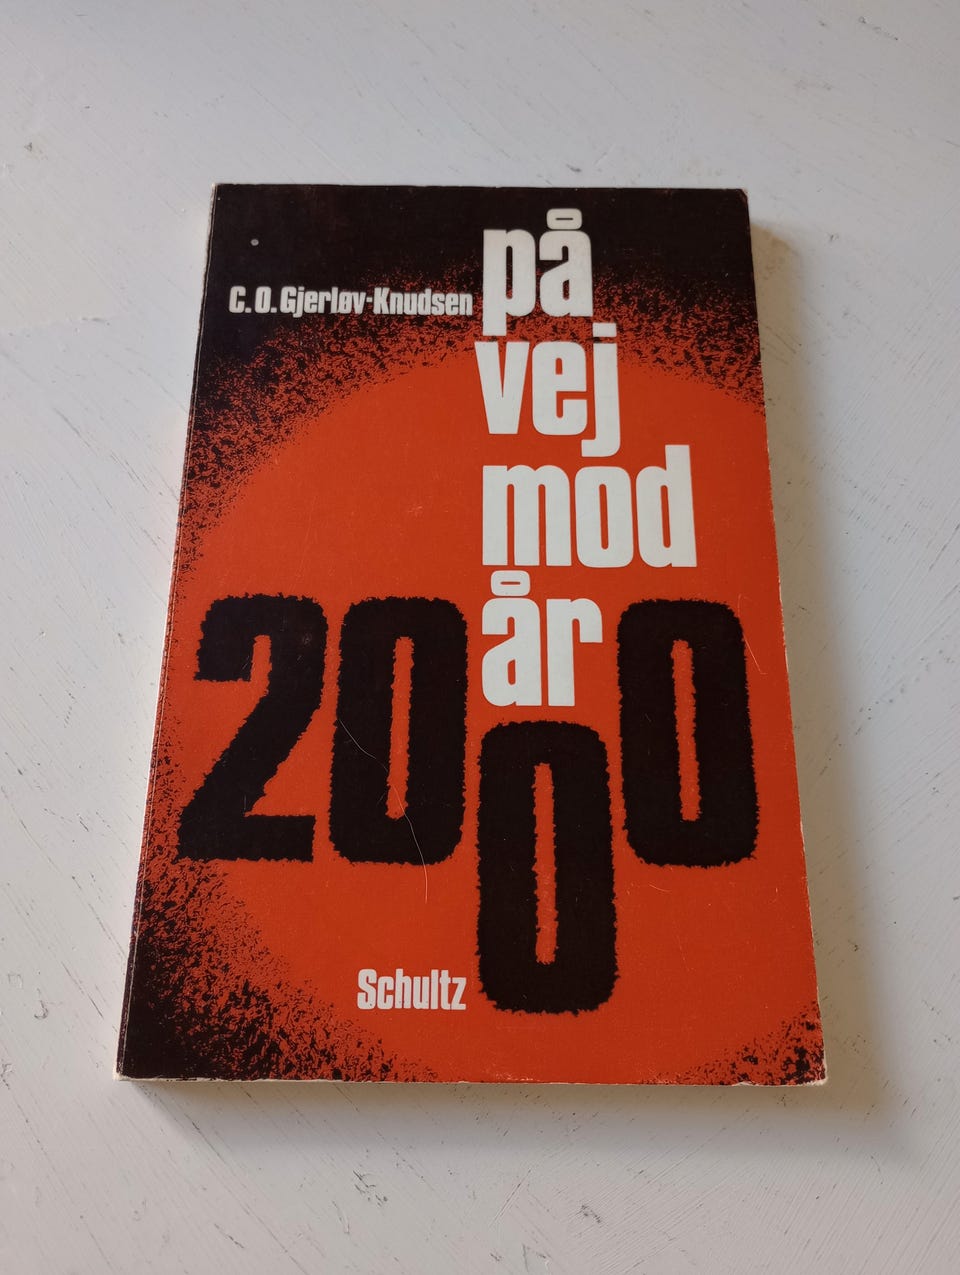 C. O. Gjerløv-Knudsen
på
vej
mod
år
2000
Schultz